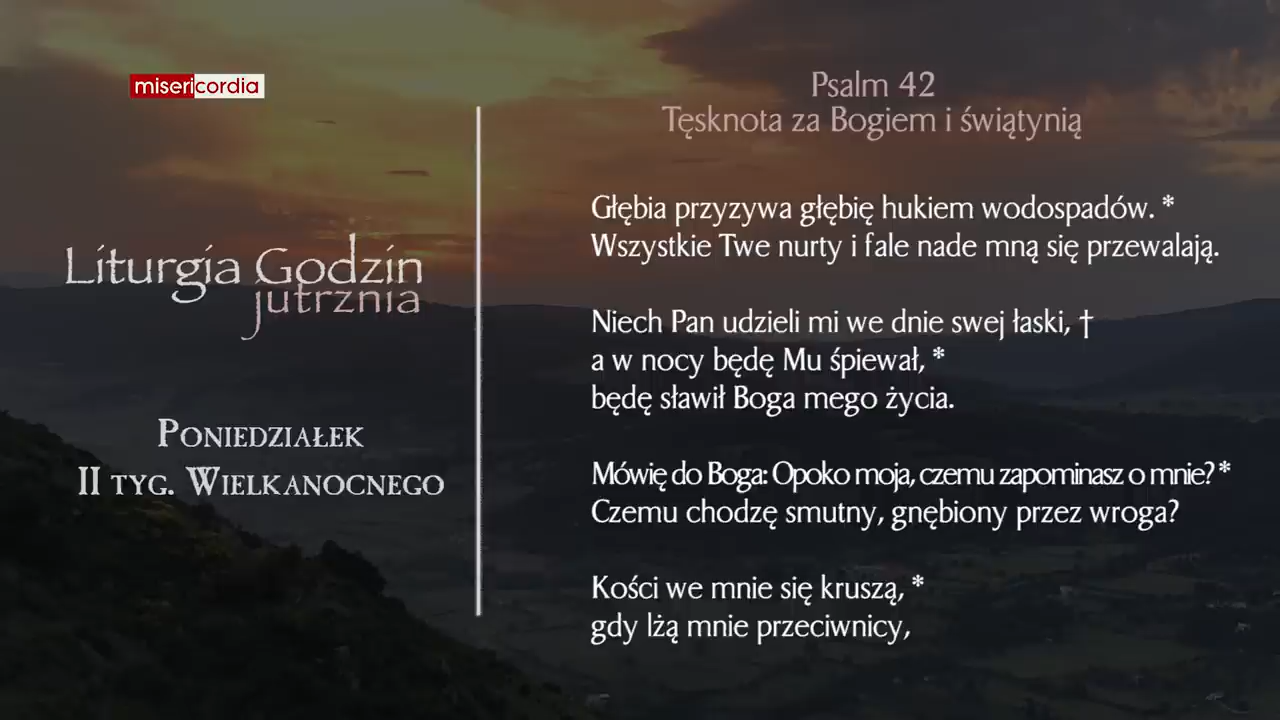 misericordia
Liturgia Godzin
jutrznia
Poniedziałek
II tyg. Wielkanocnego
Psalm 42
Tęsknota za Bogiem i świątynią
Głębia przyzywa głębię hukiem wodospadów. *
Wszystkie Twe nurty i fale nade mną się przewalają.
Niech Pan udzieli mi we dnie swej łaski, †
a w nocy będę Mu śpiewał, *
będę sławił Boga mego życia.
Mówię do Boga: Opoko moja, czemu zapominasz o mnie? *
Czemu chodzę smutny, gnębiony przez wroga?
Kości we mnie się kruszą, *
gdy lżą mnie przeciwnicy,